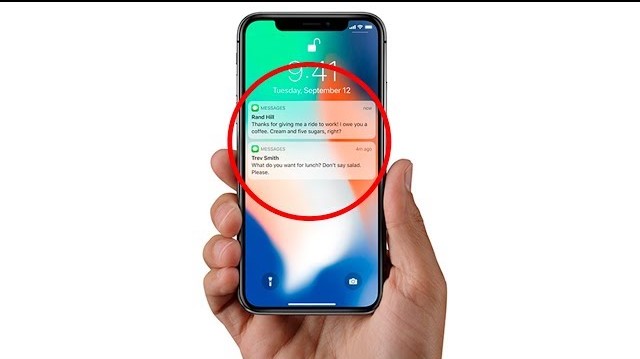 9:41
Tuesday, September 12
MESSAGES now
Rand Hill
Thanks for giving me a ride to work! I owe you a
coffee. Cream and five sugars, right?
MESSAGES 4m ago
Trev Smith
What do you want for lunch? Don't say salad.
Please.